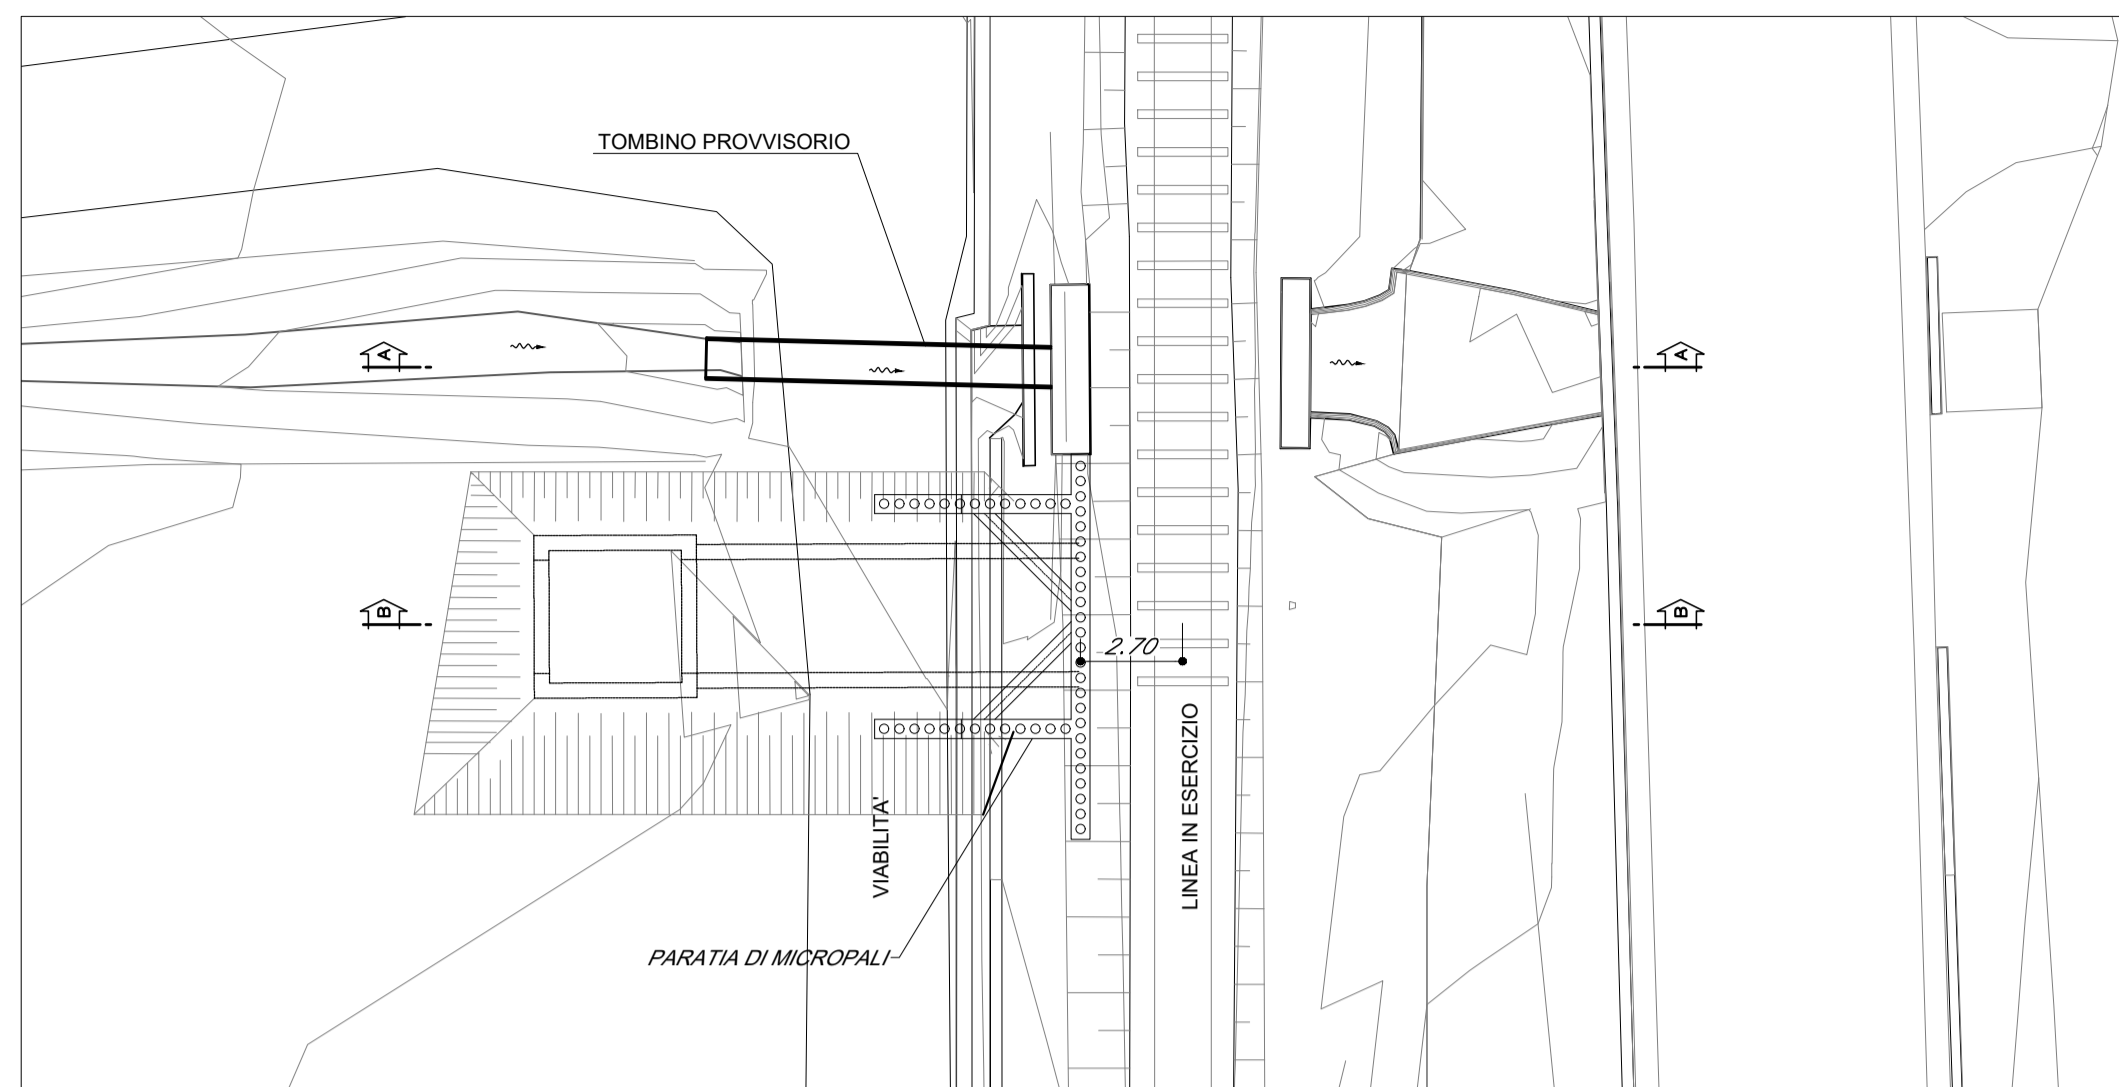 TOMBINO PROVVISORIO
A
A
B
B
2.70
VIABILITA'
LINEA IN ESERCIZIO
PARATIA DI MICROPALI